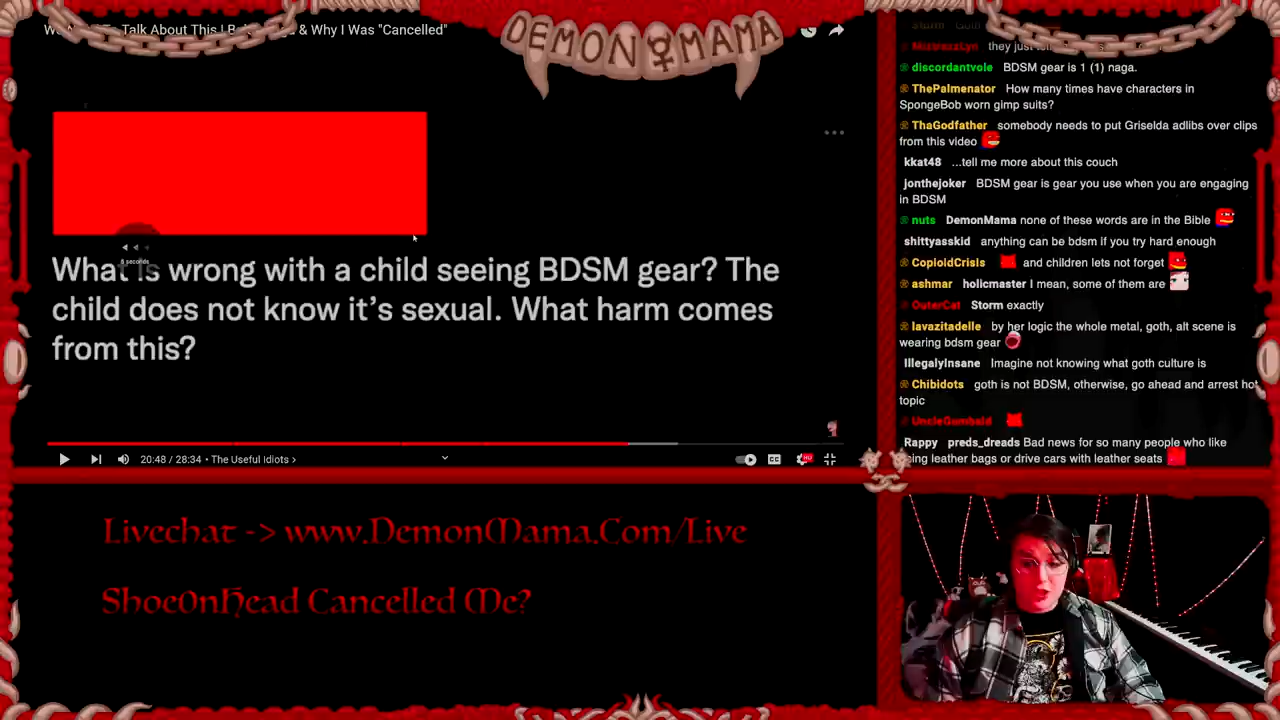 Talk About This | B
& Why I Was "Cancelled"
DEMON MAMA
What is wrong with a child seeing BDSM gear? The
child does not know it's sexual. What harm comes
from this?
20:48 / 28:34 • The Useful Idiots >
CC
Livechat -> www.DemonMama.Com/Live
Shoe0nHead Cancelled Me?
Storm Goth
MistressLyn they just
discordantvole BDSM gear is 1 (1) naga.
ThePalmenator How many times have characters in
SpongeBob worn gimp suits?
ThaGodfather somebody needs to put Griselda adlibs over clips
from this video
kkat48 ...tell me more about this couch
jonthejoker BDSM gear is gear you use when you are engaging
in BDSM
nuts DemonMama none of these words are in the Bible
shittyasskid anything can be bdsm if you try hard enough
CopioidCrisis and children lets not forget
ashmar holicmaster I mean, some of them are
OuterCat Storm exactly
lavazitadelle by her logic the whole metal, goth, alt scene is
wearing bdsm gear
IllegalyInsane Imagine not knowing what goth culture is
Chibidots goth is not BDSM, otherwise, go ahead and arrest hot
topic
UncleGumbald
Rappy preds_dreads Bad news for so many people who like
ing leather bags or drive cars with leather seats